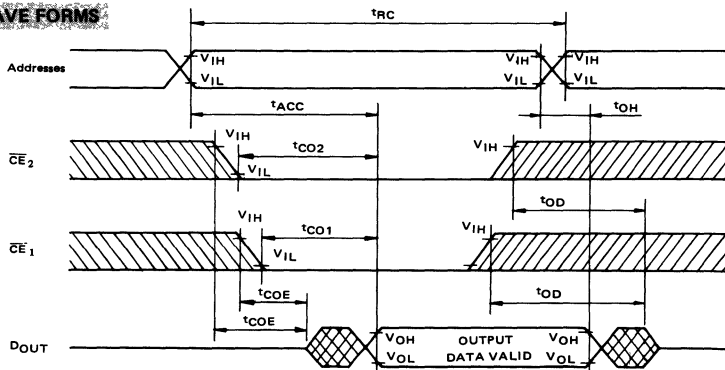 AVE FORMS
tRC
Addresses
VIH
VIL
VIH
VIL
VIH
VIL
tACC
tOH
CE2
VIH
VIL
tCO2
VIH
tOD
CE1
VIH
VIL
tCO1
VIH
tOD
tCOE
tCOE
DOUT
VOH
VOL
OUTPUT
DATA VALID
VOH
VOL